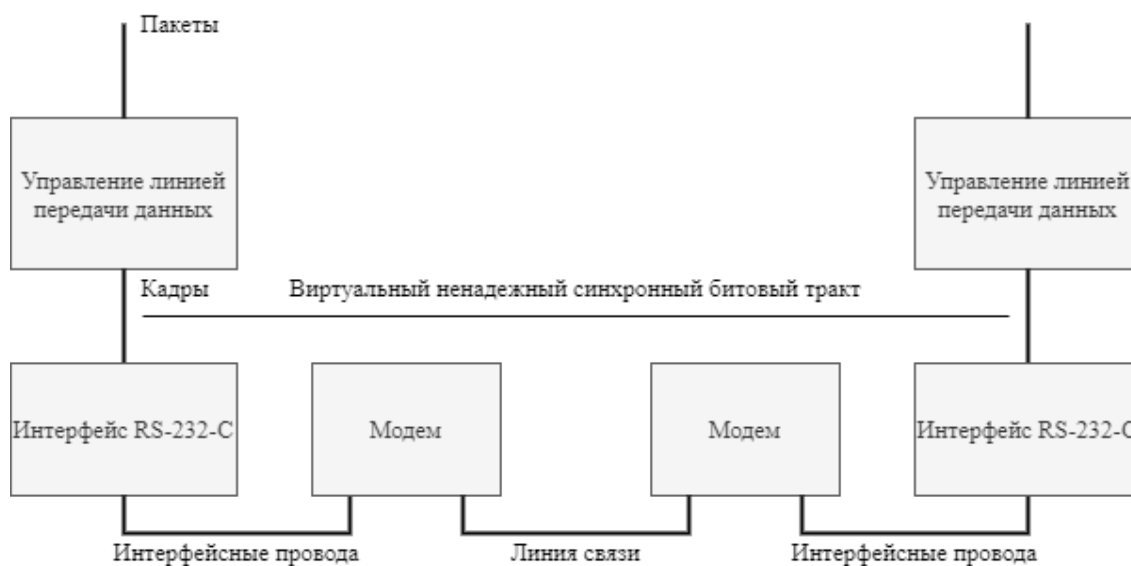 Пакеты
Управление линией
передачи данных
Управление линией
передачи данных
Кадры
Виртуальный ненадежный синхронный битовый тракт
Интерфейс RS-232-C
Модем
Модем
Интерфейс RS-232-C
Интерфейсные провода
Линия связи
Интерфейсные провода